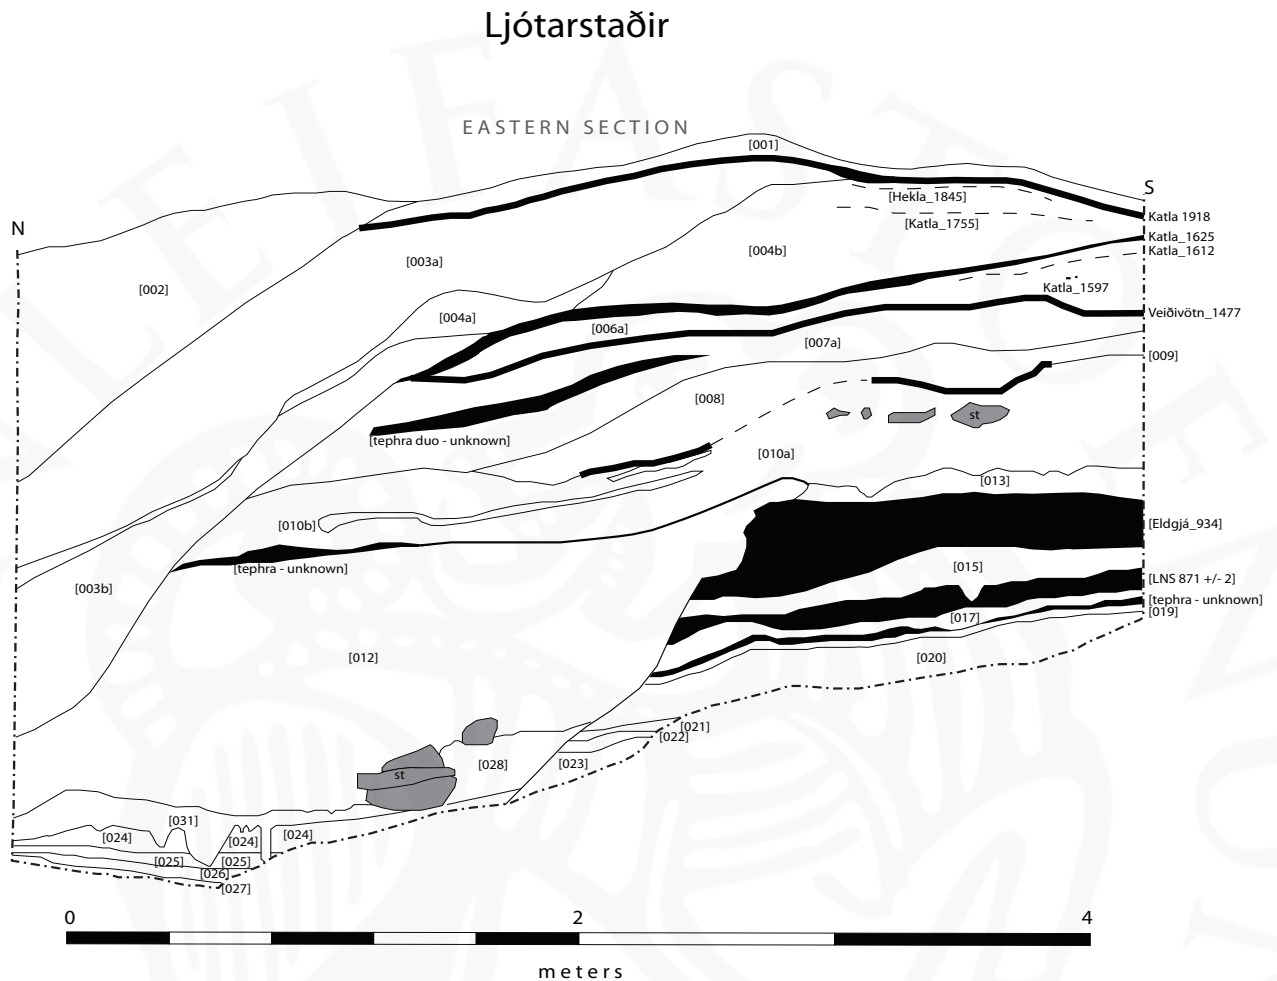 Ljótarstaðir
EASTERN SECTION
[001]
S
[Hekla_1845]
Katla 1918
[Katla_1755]
N
Katla_1625
[003a]
[004b]
Katla_1612
[002]
Katla_1597
[004a]
[006a]
Veiðivötn_1477
[007a]
[009]
[008]
st
[tephra duo - unknown]
[010a]
[013]
[010b]
[Eldgjá_934]
[tephra - unknown]
[015]
[LNS 871 +/- 2]
[003b]
[tephra - unknown]
[017]
[019]
[012]
[020]
[021]
[022]
st
[028]
[023]
[031]
[024]
[024]
[024]
[025]
[025]
[026]
[027]
0 2 4
meters
LEIFASTOFNUN